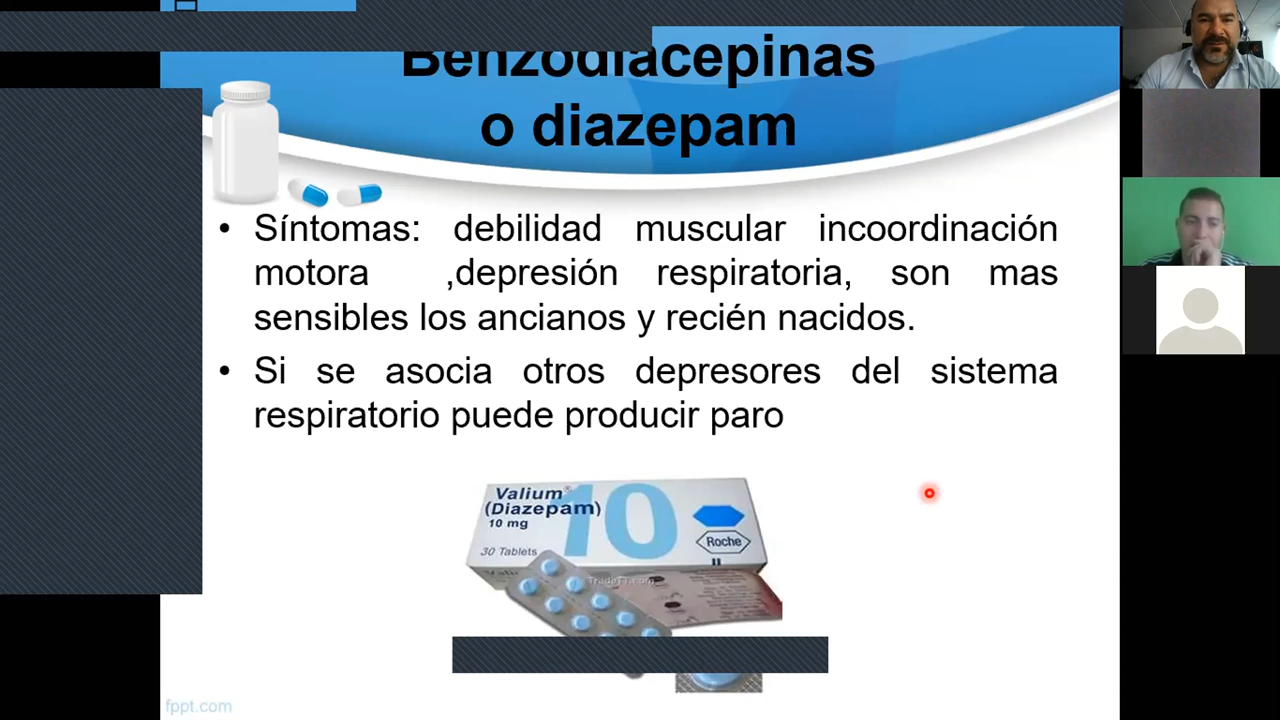 Benzodiacepinas
o diazepam
• Síntomas: debilidad muscular incoordinación
motora ,depresión respiratoria, son mas
sensibles los ancianos y recién nacidos.
• Si se asocia otros depresores del sistema
respiratorio puede producir paro
Valium®
(Diazepam)
10 mg
10
30 Tablets
Roche
fppt.com